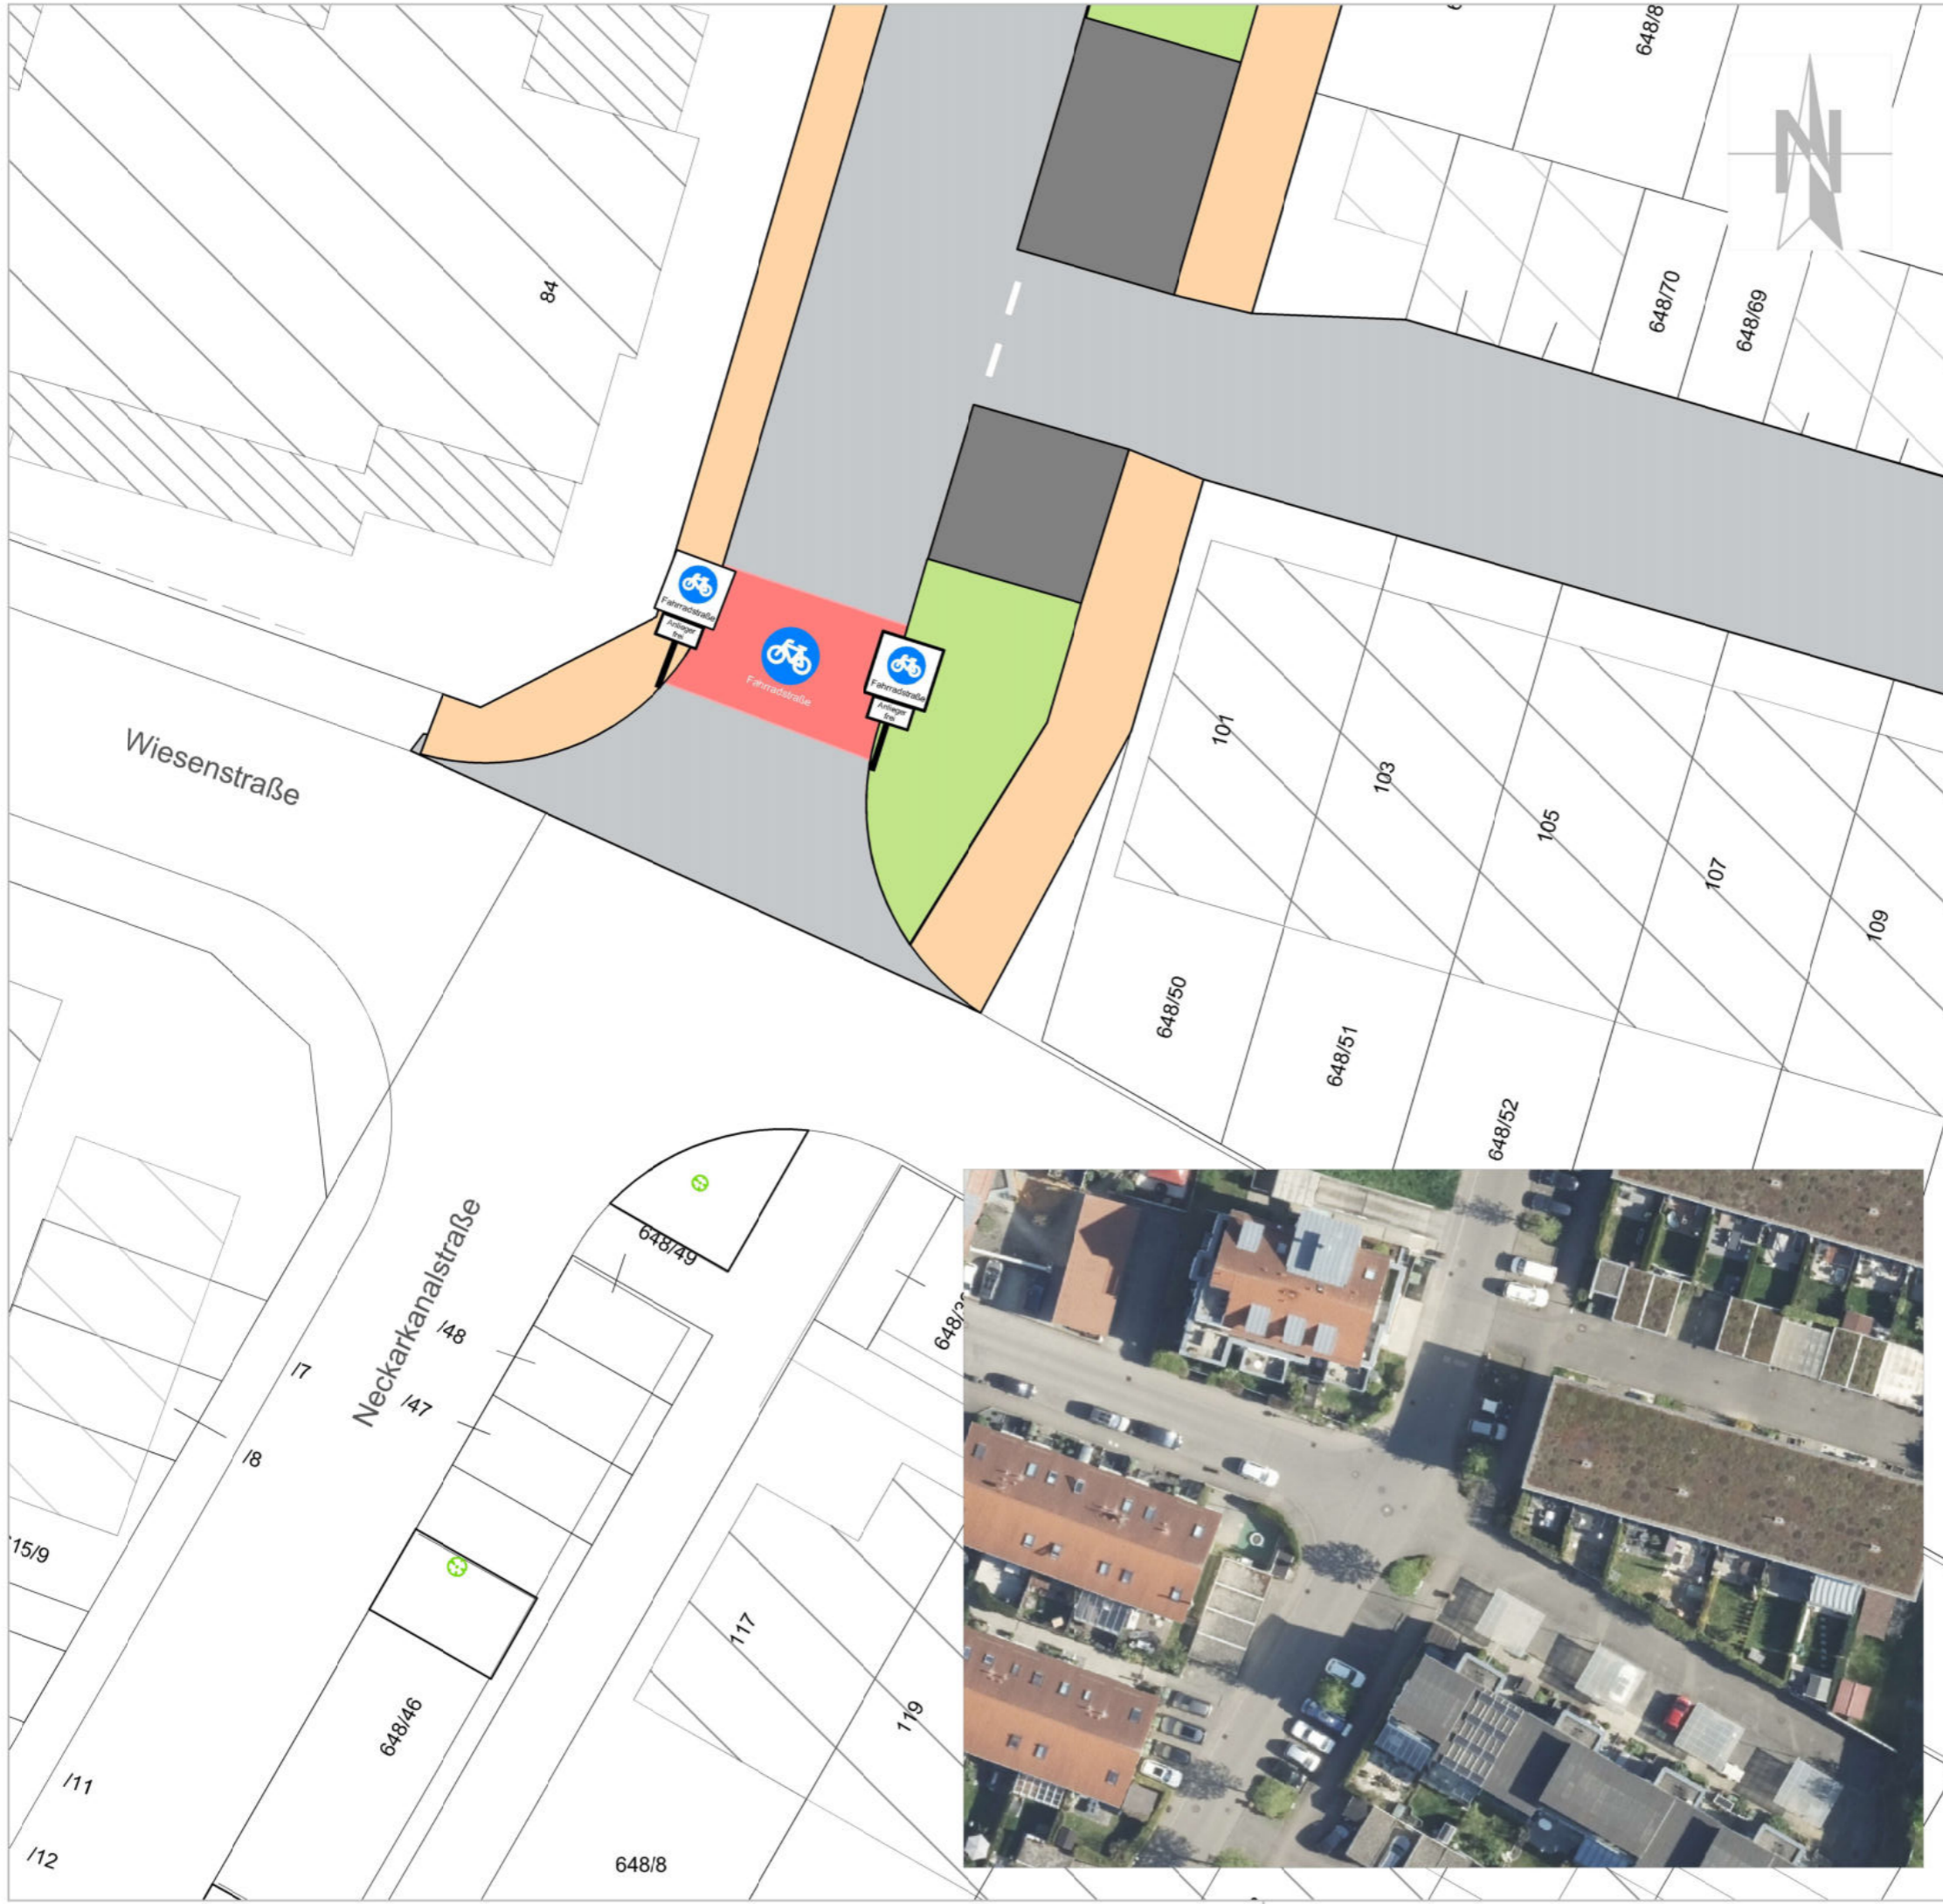 648/8
N
84
648/70
648/69
Fahrradstraße
Anlieger
frei
Fahrradstraße
Fahrradstraße
Anlieger
frei
Wiesenstraße
101
103
105
107
109
648/50
648/51
648/52
648/49
Neckarkanalstraße
/48
/47
/7
/8
117
119
648/46
/11
/12
648/8